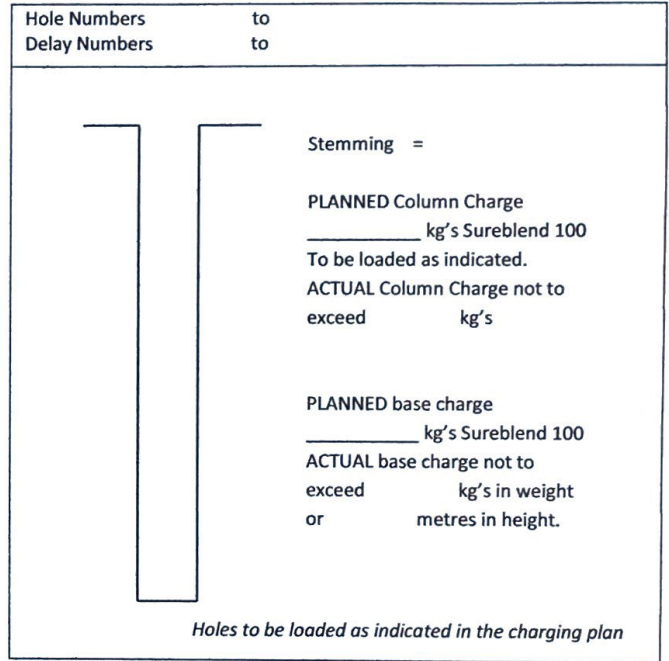 Hole Numbers to
Delay Numbers to
Stemming =
PLANNED Column Charge
____________ kg's Sureblend 100
To be loaded as indicated.
ACTUAL Column Charge not to
exceed kg's
PLANNED base charge
____________ kg's Sureblend 100
ACTUAL base charge not to
exceed kg's in weight
or metres in height.
Holes to be loaded as indicated in the charging plan